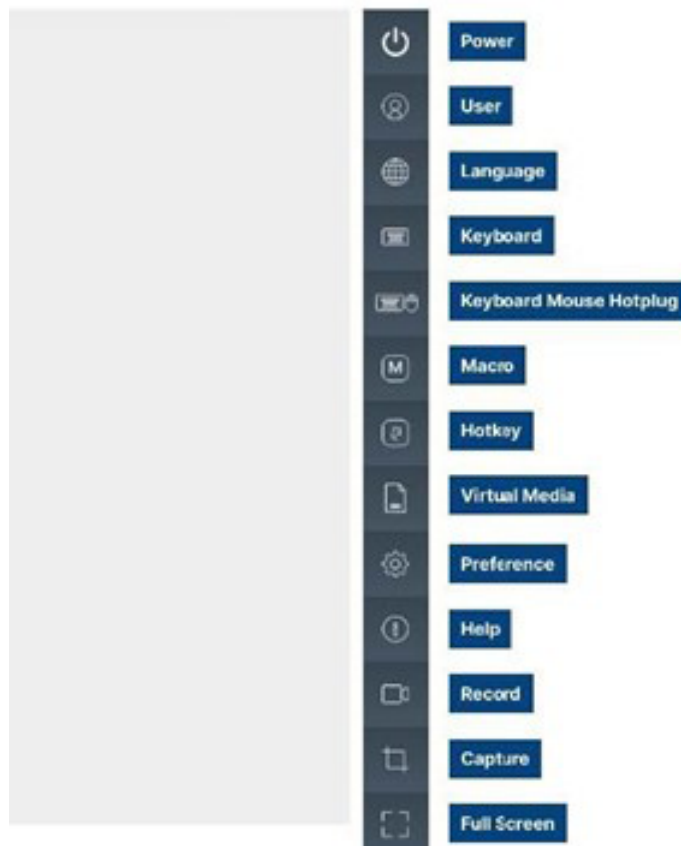 Power
User
Language
Keyboard
Keyboard Mouse Hotplug
M
Macro
Hotkey
Virtual Media
Preference
Help
Record
Capture
Full Screen